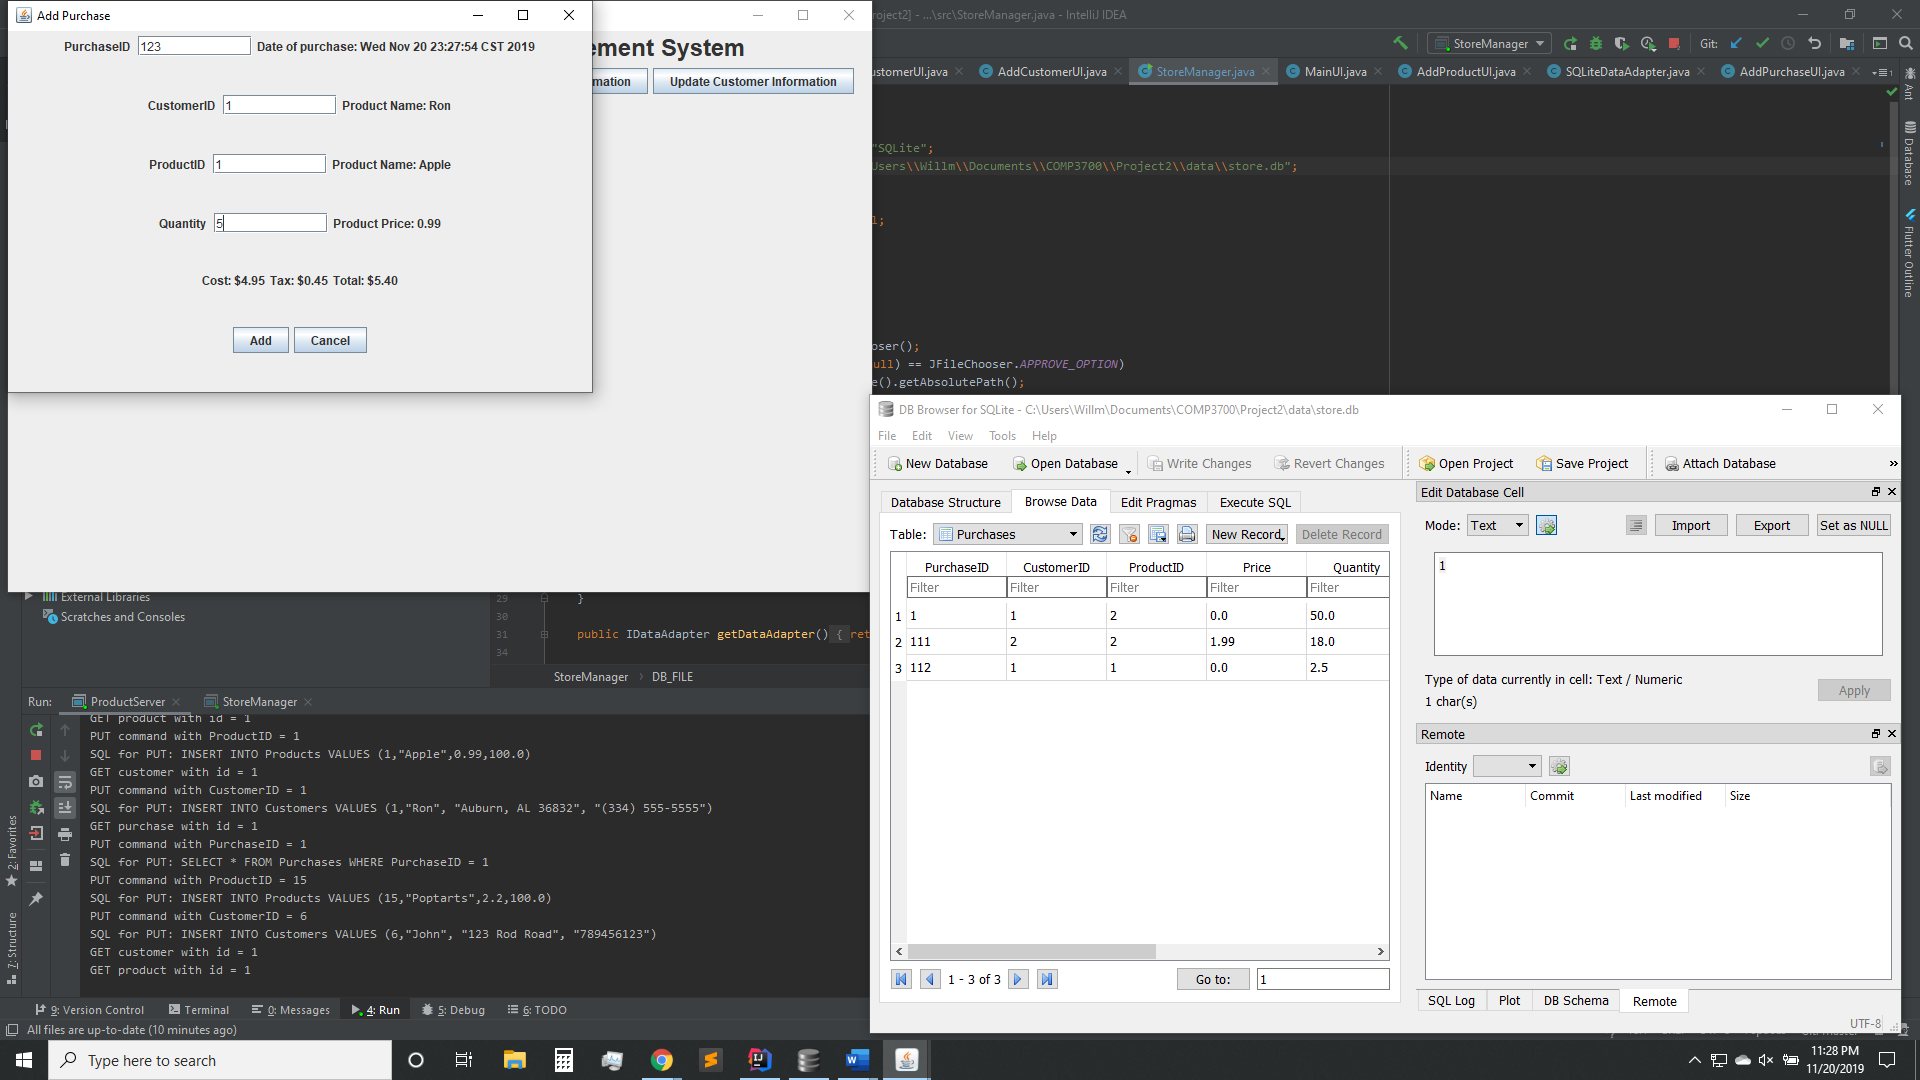 Add Purchase
PurchaseID 123 Date of purchase: Wed Nov 20 23:27:54 CST 2019
CustomerID 1 Product Name: Ron
ProductID 1 Product Name: Apple
Quantity 5 Product Price: 0.99
Cost: $4.95 Tax: $0.45 Total: $5.40
Add Cancel
ement System
mation Update Customer Information
roject2] - ...\src\StoreManager.java - IntelliJ IDEA
StoreManager Git:
ustomerUI.java AddCustomerUI.java StoreManager.java MainUI.java AddProductUI.java SQLiteDataAdapter.java AddPurchaseUI.java
"SQLite";
Users\\Willm\\Documents\\COMP3700\\Project2\\data\\store.db";
l;
oser();
ull) == JFileChooser.APPROVE_OPTION)
e().getAbsolutePath();
Ant
Database
Flutter Outline
DB Browser for SQLite - C:\Users\Willm\Documents\COMP3700\Project2\data\store.db
File Edit View Tools Help
New Database Open Database Write Changes Revert Changes Open Project Save Project Attach Database »
Database Structure Browse Data Edit Pragmas Execute SQL
Table: Purchases New Record Delete Record
PurchaseID CustomerID ProductID Price Quantity
Filter Filter Filter Filter Filter
1 1 1 2 0.0 50.0
2 111 2 2 1.99 18.0
3 112 1 1 0.0 2.5
1 - 3 of 3 Go to: 1
Edit Database Cell
Mode: Text Import Export Set as NULL
1
Type of data currently in cell: Text / Numeric
1 char(s)
Apply
Remote
Identity
Name Commit Last modified Size
SQL Log Plot DB Schema Remote
UTF-8
External Libraries
Scratches and Consoles
29 }
30
31 public IDataAdapter getDataAdapter() { ret
34
StoreManager › DB_FILE
Run: ProductServer StoreManager
GET product with id = 1
PUT command with ProductID = 1
SQL for PUT: INSERT INTO Products VALUES (1,"Apple",0.99,100.0)
GET customer with id = 1
PUT command with CustomerID = 1
SQL for PUT: INSERT INTO Customers VALUES (1,"Ron", "Auburn, AL 36832", "(334) 555-5555")
GET purchase with id = 1
PUT command with PurchaseID = 1
SQL for PUT: SELECT * FROM Purchases WHERE PurchaseID = 1
PUT command with ProductID = 15
SQL for PUT: INSERT INTO Products VALUES (15,"Poptarts",2.2,100.0)
PUT command with CustomerID = 6
SQL for PUT: INSERT INTO Customers VALUES (6,"John", "123 Rod Road", "789456123")
GET customer with id = 1
GET product with id = 1
2: Favorites
7: Structure
9: Version Control Terminal 0: Messages 4: Run 5: Debug 6: TODO
All files are up-to-date (10 minutes ago)
Type here to search
11:28 PM
11/20/2019